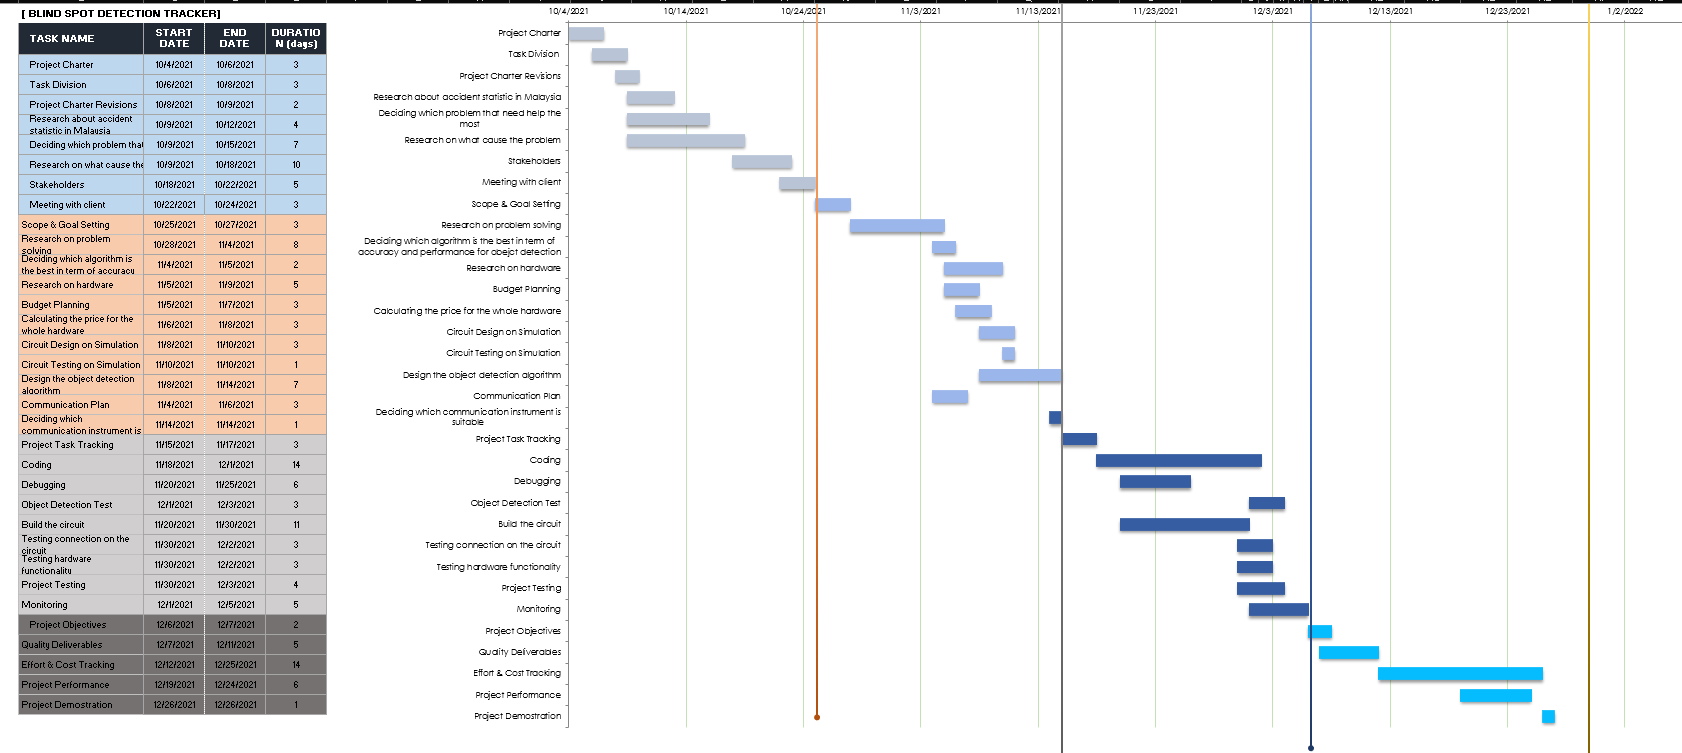 [ BLIND SPOT DETECTION TRACKER]
TASK NAME START DATE END DATE DURATIO N (days)
Project Charter 10/4/2021 10/6/2021 3
Task Division 10/6/2021 10/8/2021 3
Project Charter Revisions 10/8/2021 10/9/2021 2
Research about accident
statistic in Malausia 10/9/2021 10/12/2021 4
Deciding which problem that 10/9/2021 10/15/2021 7
Research on what cause the 10/9/2021 10/18/2021 10
Stakeholders 10/18/2021 10/22/2021 5
Meeting with client 10/22/2021 10/24/2021 3
Scope & Goal Setting 10/25/2021 10/27/2021 3
Research on problem
solving 10/28/2021 11/4/2021 8
Deciding which algorithm is
the best in term of accuracu 11/4/2021 11/5/2021 2
Research on hardware 11/5/2021 11/9/2021 5
Budget Planning 11/5/2021 11/7/2021 3
Calculating the price for the
whole hardware 11/6/2021 11/8/2021 3
Circuit Design on Simulation 11/8/2021 11/10/2021 3
Circuit Testing on Simulation 11/10/2021 11/10/2021 1
Design the object detection
algorithm 11/8/2021 11/14/2021 7
Communication Plan 11/4/2021 11/6/2021 3
Deciding which
communication instrument is 11/14/2021 11/14/2021 1
Project Task Tracking 11/15/2021 11/17/2021 3
Coding 11/18/2021 12/1/2021 14
Debugging 11/20/2021 11/25/2021 6
Object Detection Test 12/1/2021 12/3/2021 3
Build the circuit 11/20/2021 11/30/2021 11
Testing connection on the
circuit 11/30/2021 12/2/2021 3
Testing hardware
functionality 11/30/2021 12/2/2021 3
Project Testing 11/30/2021 12/3/2021 4
Monitoring 12/1/2021 12/5/2021 5
Project Objectives 12/6/2021 12/7/2021 2
Quality Deliverables 12/7/2021 12/11/2021 5
Effort & Cost Tracking 12/12/2021 12/25/2021 14
Project Performance 12/19/2021 12/24/2021 6
Project Demostration 12/26/2021 12/26/2021 1
10/4/2021 10/14/2021 10/24/2021 11/3/2021 11/13/2021 11/23/2021 12/3/2021 12/13/2021 12/23/2021 1/2/2022
Project Charter
Task Division
Project Charter Revisions
Research about accident statistic in Malaysia
Deciding which problem that need help the
most
Research on what cause the problem
Stakeholders
Meeting with client
Scope & Goal Setting
Research on problem solving
Deciding which algorithm is the best in term of
accuracy and performance for obejct detection
Research on hardware
Budget Planning
Calculating the price for the whole hardware
Circuit Design on Simulation
Circuit Testing on Simulation
Design the object detection algorithm
Communication Plan
Deciding which communication instrument is
suitable
Project Task Tracking
Coding
Debugging
Object Detection Test
Build the circuit
Testing connection on the circuit
Testing hardware functionality
Project Testing
Monitoring
Project Objectives
Quality Deliverables
Effort & Cost Tracking
Project Performance
Project Demostration